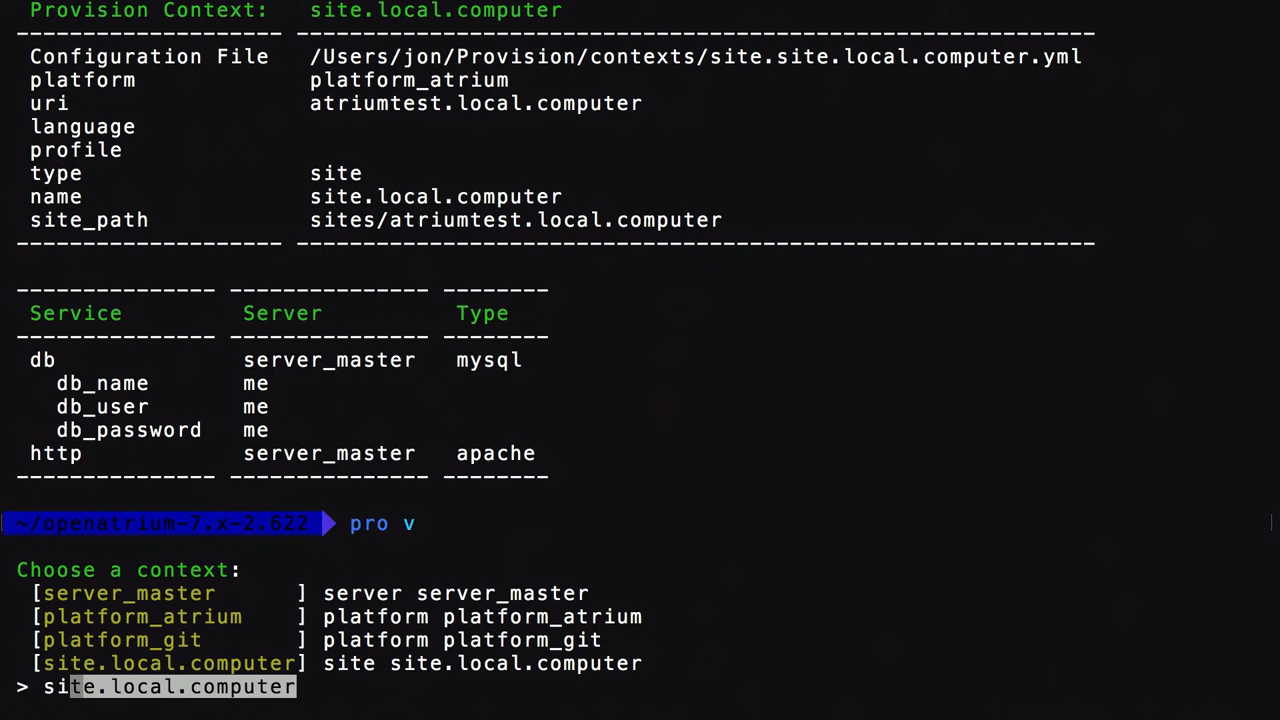 Provision Context: site.local.computer
-------------------- ------------------------------------------------------------
Configuration File /Users/jon/Provision/contexts/site.site.local.computer.yml
platform platform_atrium
uri atriumtest.local.computer
language
profile
type site
name site.local.computer
site_path sites/atriumtest.local.computer
-------------------- ------------------------------------------------------------
--------------- --------------- --------
Service Server Type
--------------- --------------- --------
db server_master mysql
db_name me
db_user me
db_password me
http server_master apache
--------------- --------------- --------
~/openatrium-7.x-2.622 pro v
Choose a context:
[server_master ] server server_master
[platform_atrium ] platform platform_atrium
[platform_git ] platform platform_git
[site.local.computer] site site.local.computer
> site.local.computer